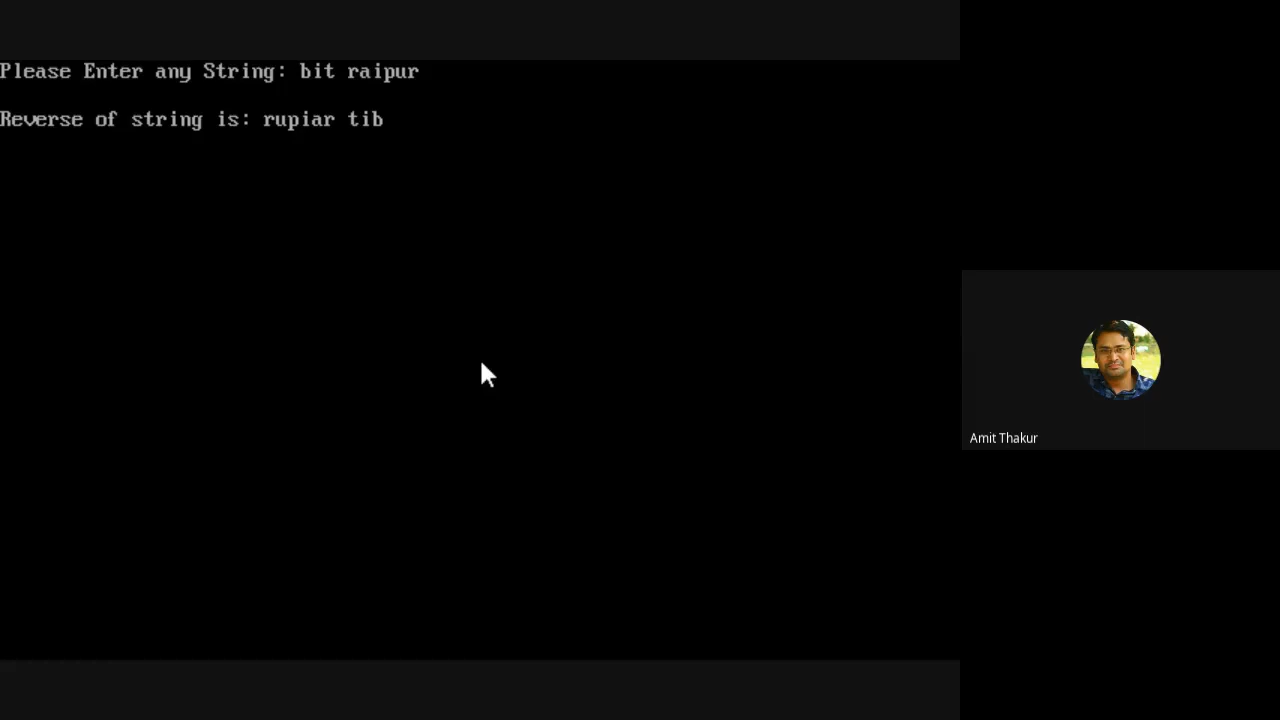 Please Enter any String: bit raipur
Reverse of string is: rupiar tib
Amit Thakur